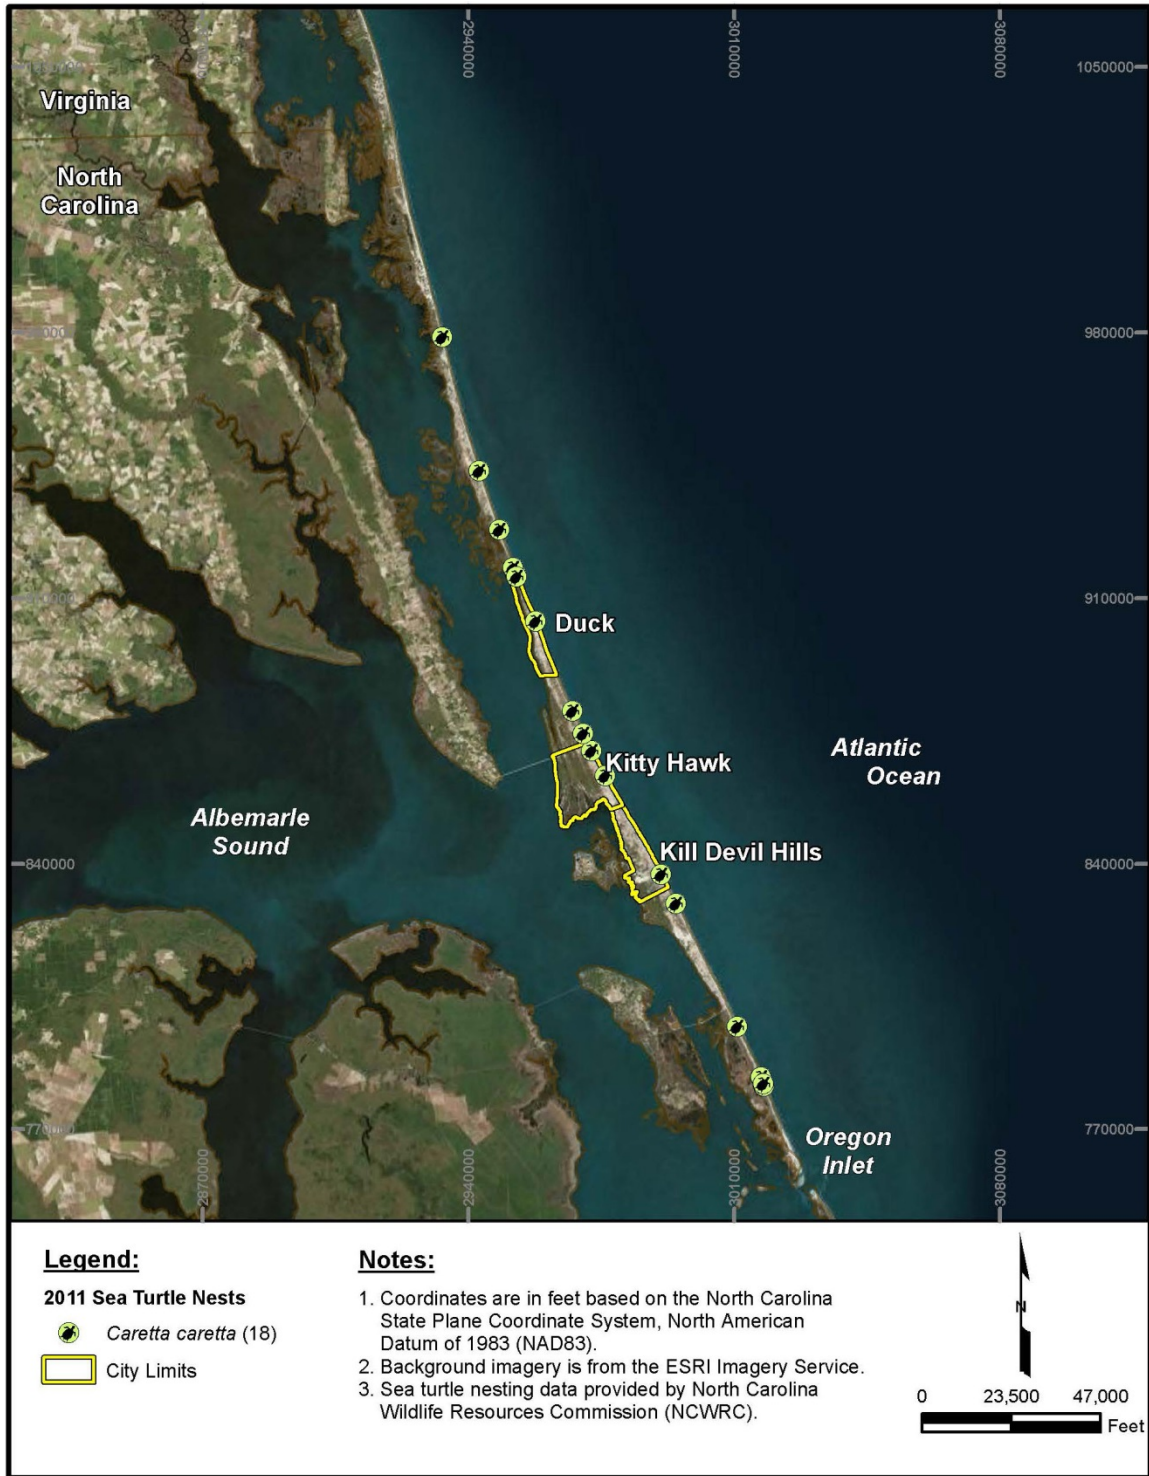 2940000
3010000
3080000
1050000
Virginia
North
Carolina
980000
910000
Duck
Kitty Hawk
Atlantic
Ocean
Albemarle
Sound
Kill Devil Hills
840000
840000
770000
770000
Oregon
Inlet
2870000
2940000
3010000
3080000
Legend:
2011 Sea Turtle Nests
Caretta caretta (18)
City Limits
Notes:
1. Coordinates are in feet based on the North Carolina
State Plane Coordinate System, North American
Datum of 1983 (NAD83).
2. Background imagery is from the ESRI Imagery Service.
3. Sea turtle nesting data provided by North Carolina
Wildlife Resources Commission (NCWRC).
N
0 23,500 47,000
Feet